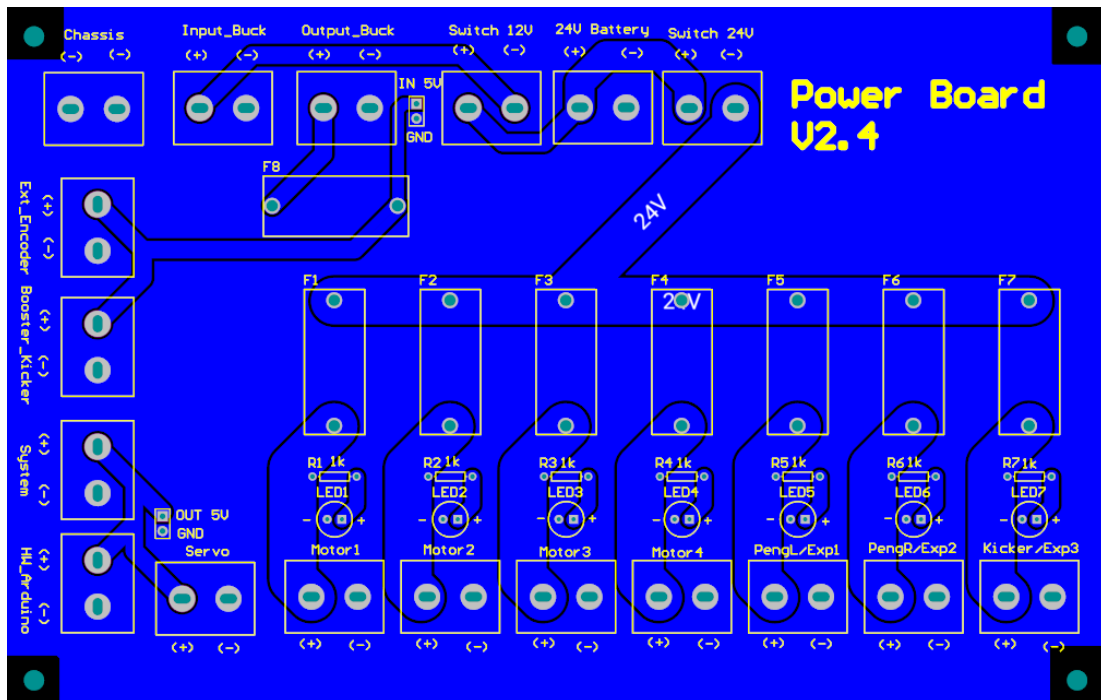 Chassis
(-) (-)
Input_Buck
(+) (-)
Output_Buck
(+) (-)
Switch 12V
(+) (-)
24V Battery
(+) (-)
Switch 24V
(+) (-)
IN 5V
GND
Power Board
V2.4
F8
Ext_Encoder
(+)
(-)
24V
Booster_Kicker
(+)
(-)
F1 F2 F3 F4 F5 F6 F7
24V
System
(+)
(-)
R1 1k R2 1k R3 1k R4 1k R5 1k R6 1k R7 1k
LED1 LED2 LED3 LED4 LED5 LED6 LED7
- + - + - + - + - + - + - +
OUT 5V
GND
HW_Arduino
(+)
(-)
Servo Motor1 Motor2 Motor3 Motor4 PengL/Exp1 PengR/Exp2 Kicker/Exp3
(+) (-) (+) (-) (+) (-) (+) (-) (+) (-) (+) (-) (+) (-) (+) (-)